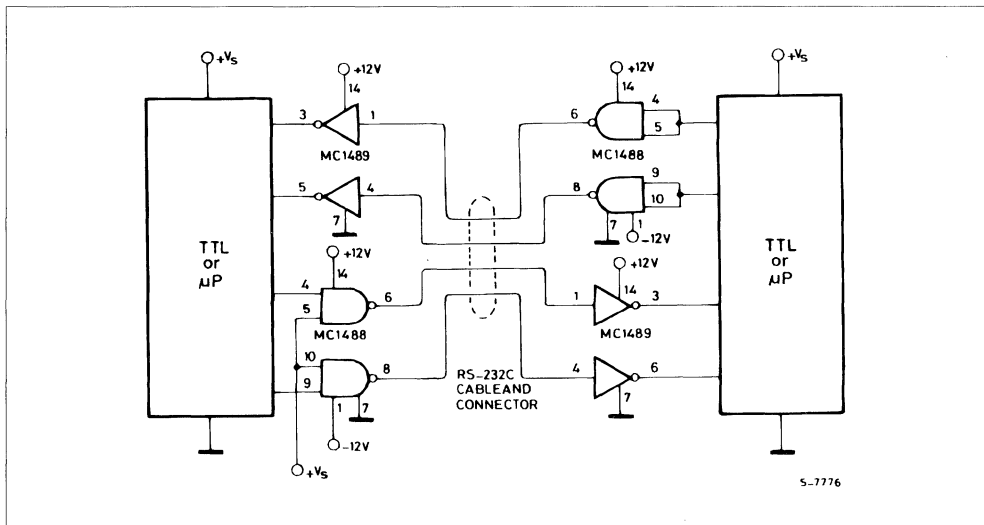 +Vs
+12V
14
3
1
MC1489
5
4
7
TTL
or
µP
+12V
14
4
6
5
MC1488
10
8
9
1
7
-12V
+Vs
RS-232C
CABLEAND
CONNECTOR
+12V
14
6
4
5
MC1488
8
9
10
7
1
-12V
+12V
14
1
3
MC1489
4
6
7
+Vs
TTL
or
µP
S-7776